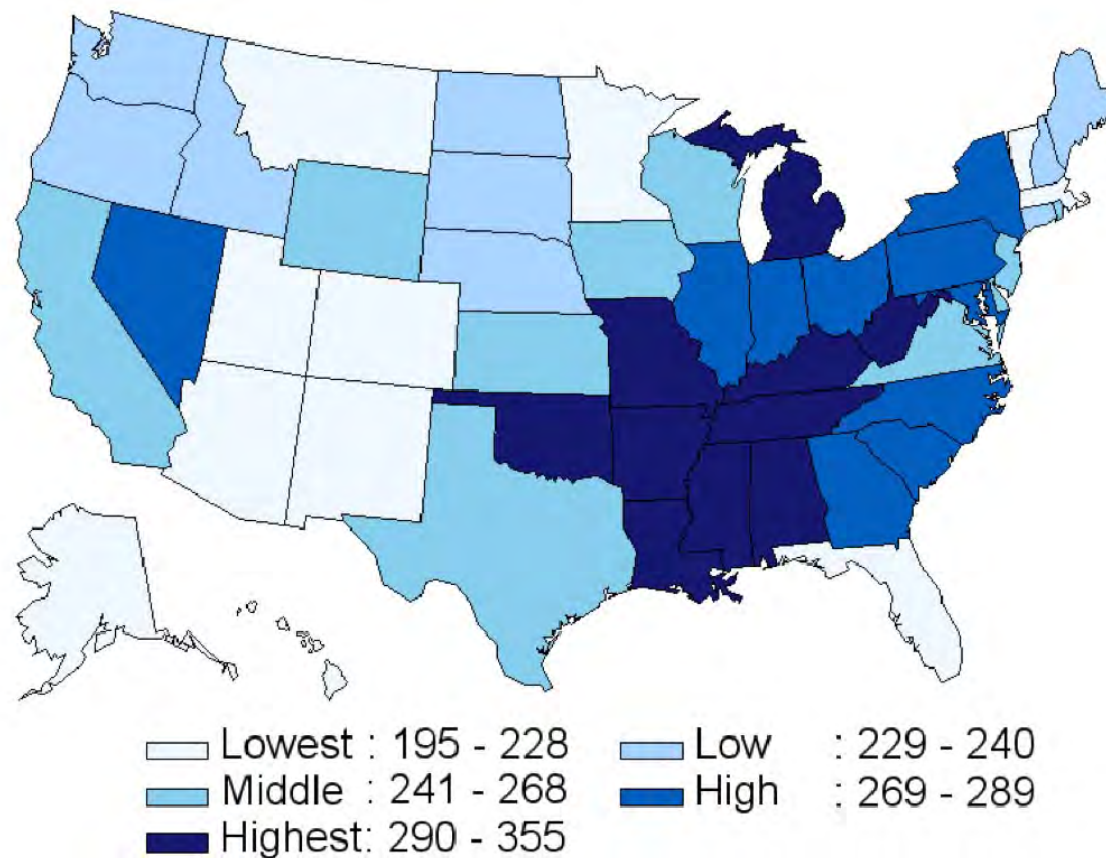 Lowest : 195 - 228 Low : 229 - 240
Middle : 241 - 268 High : 269 - 289
Highest: 290 - 355